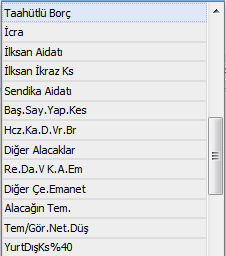 Taahütlü Borç
İcra
İlksan Aidatı
İlksan İkraz Ks
Sendika Aidatı
Baş.Say.Yap.Kes
Hcz.Ka.D.Vr.Br
Diğer Alacaklar
Re.Da.V K.A.Em
Diğer Çe.Emanet
Alacağın Tem.
Tem/Gör.Net.Düş
YurtDışKs%40